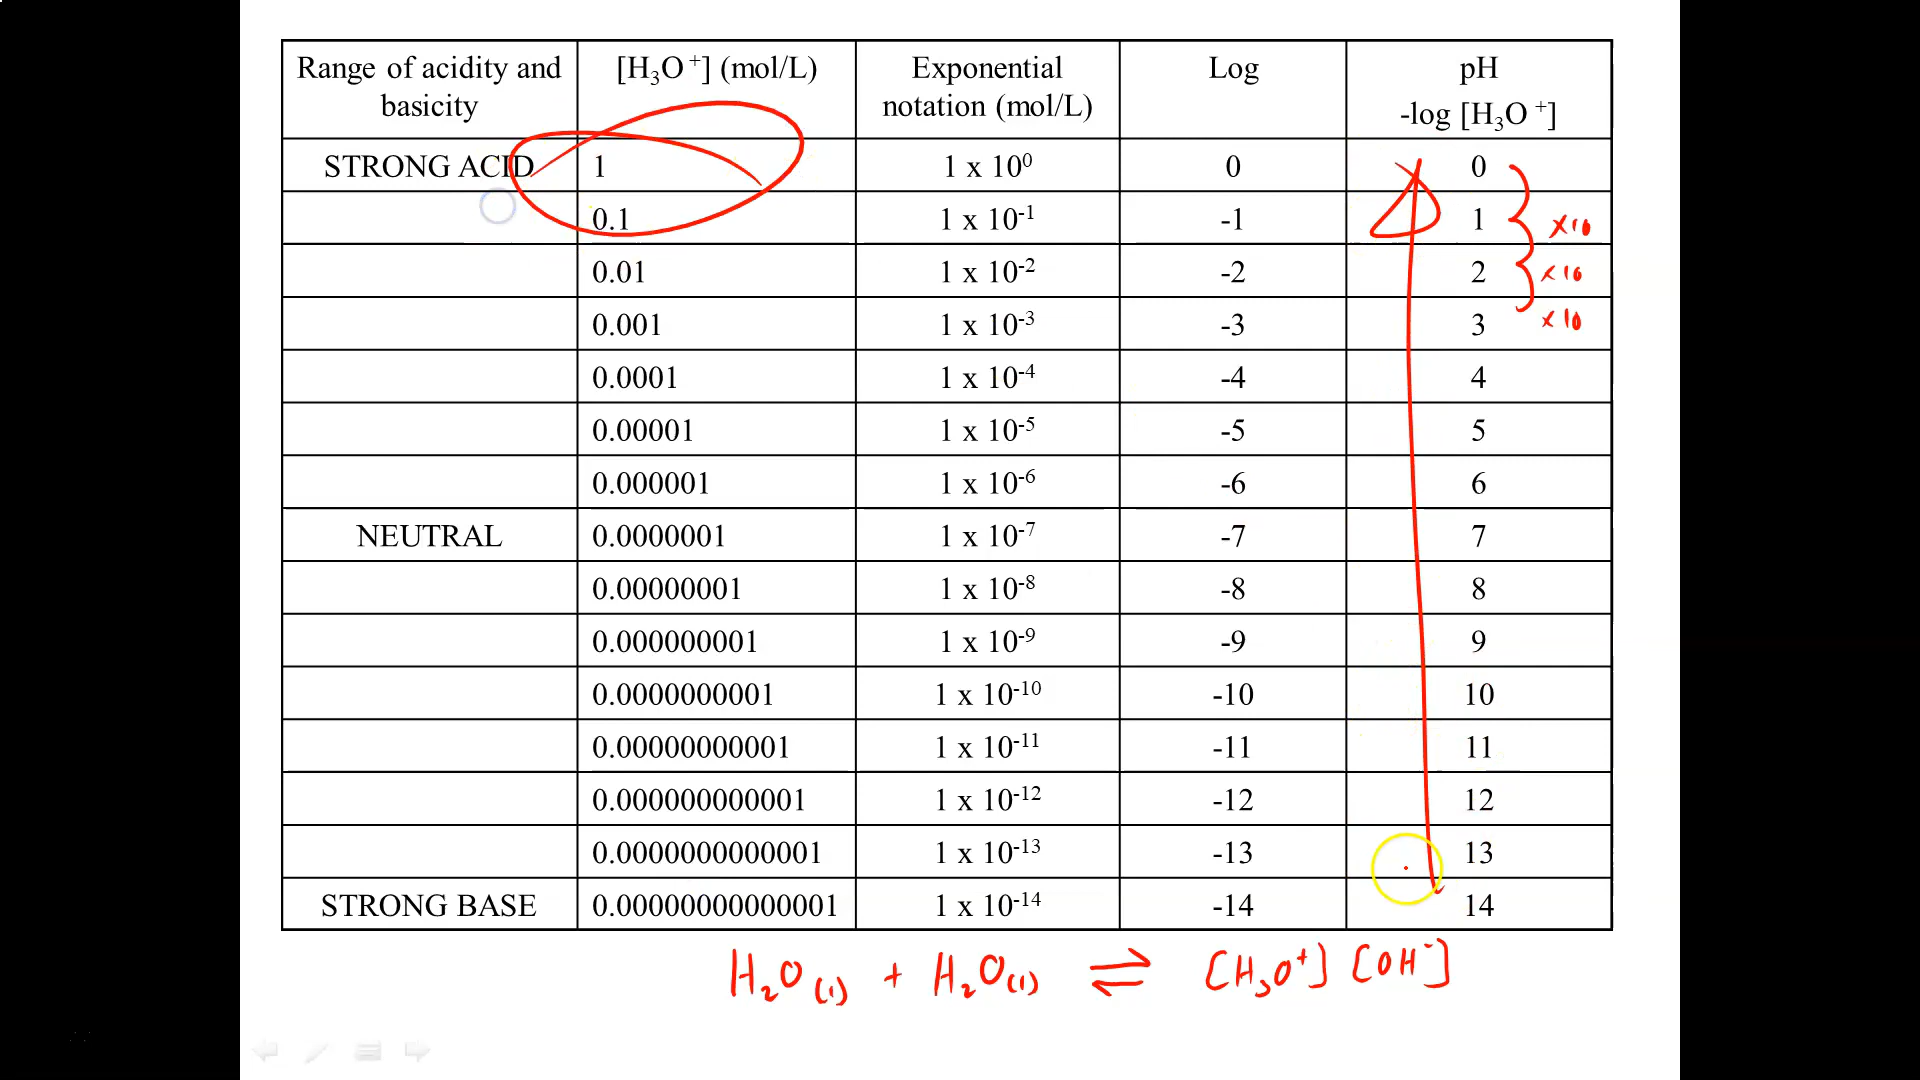 Range of acidity and basicity [H₃O⁺] (mol/L) Exponential notation (mol/L) Log pH -log [H₃O⁺]
STRONG ACID 1 1 x 10⁰ 0 0
0.1 1 x 10⁻¹ -1 1 x10
0.01 1 x 10⁻² -2 2 x10
0.001 1 x 10⁻³ -3 3 x10
0.0001 1 x 10⁻⁴ -4 4
0.00001 1 x 10⁻⁵ -5 5
0.000001 1 x 10⁻⁶ -6 6
NEUTRAL 0.0000001 1 x 10⁻⁷ -7 7
0.00000001 1 x 10⁻⁸ -8 8
0.000000001 1 x 10⁻⁹ -9 9
0.0000000001 1 x 10⁻¹⁰ -10 10
0.00000000001 1 x 10⁻¹¹ -11 11
0.000000000001 1 x 10⁻¹² -12 12
0.0000000000001 1 x 10⁻¹³ -13 13
STRONG BASE 0.00000000000001 1 x 10⁻¹⁴ -14 14
H₂O₍ₗ₎ + H₂O₍ₗ₎ ⇌ [H₃O⁺] [OH⁻]